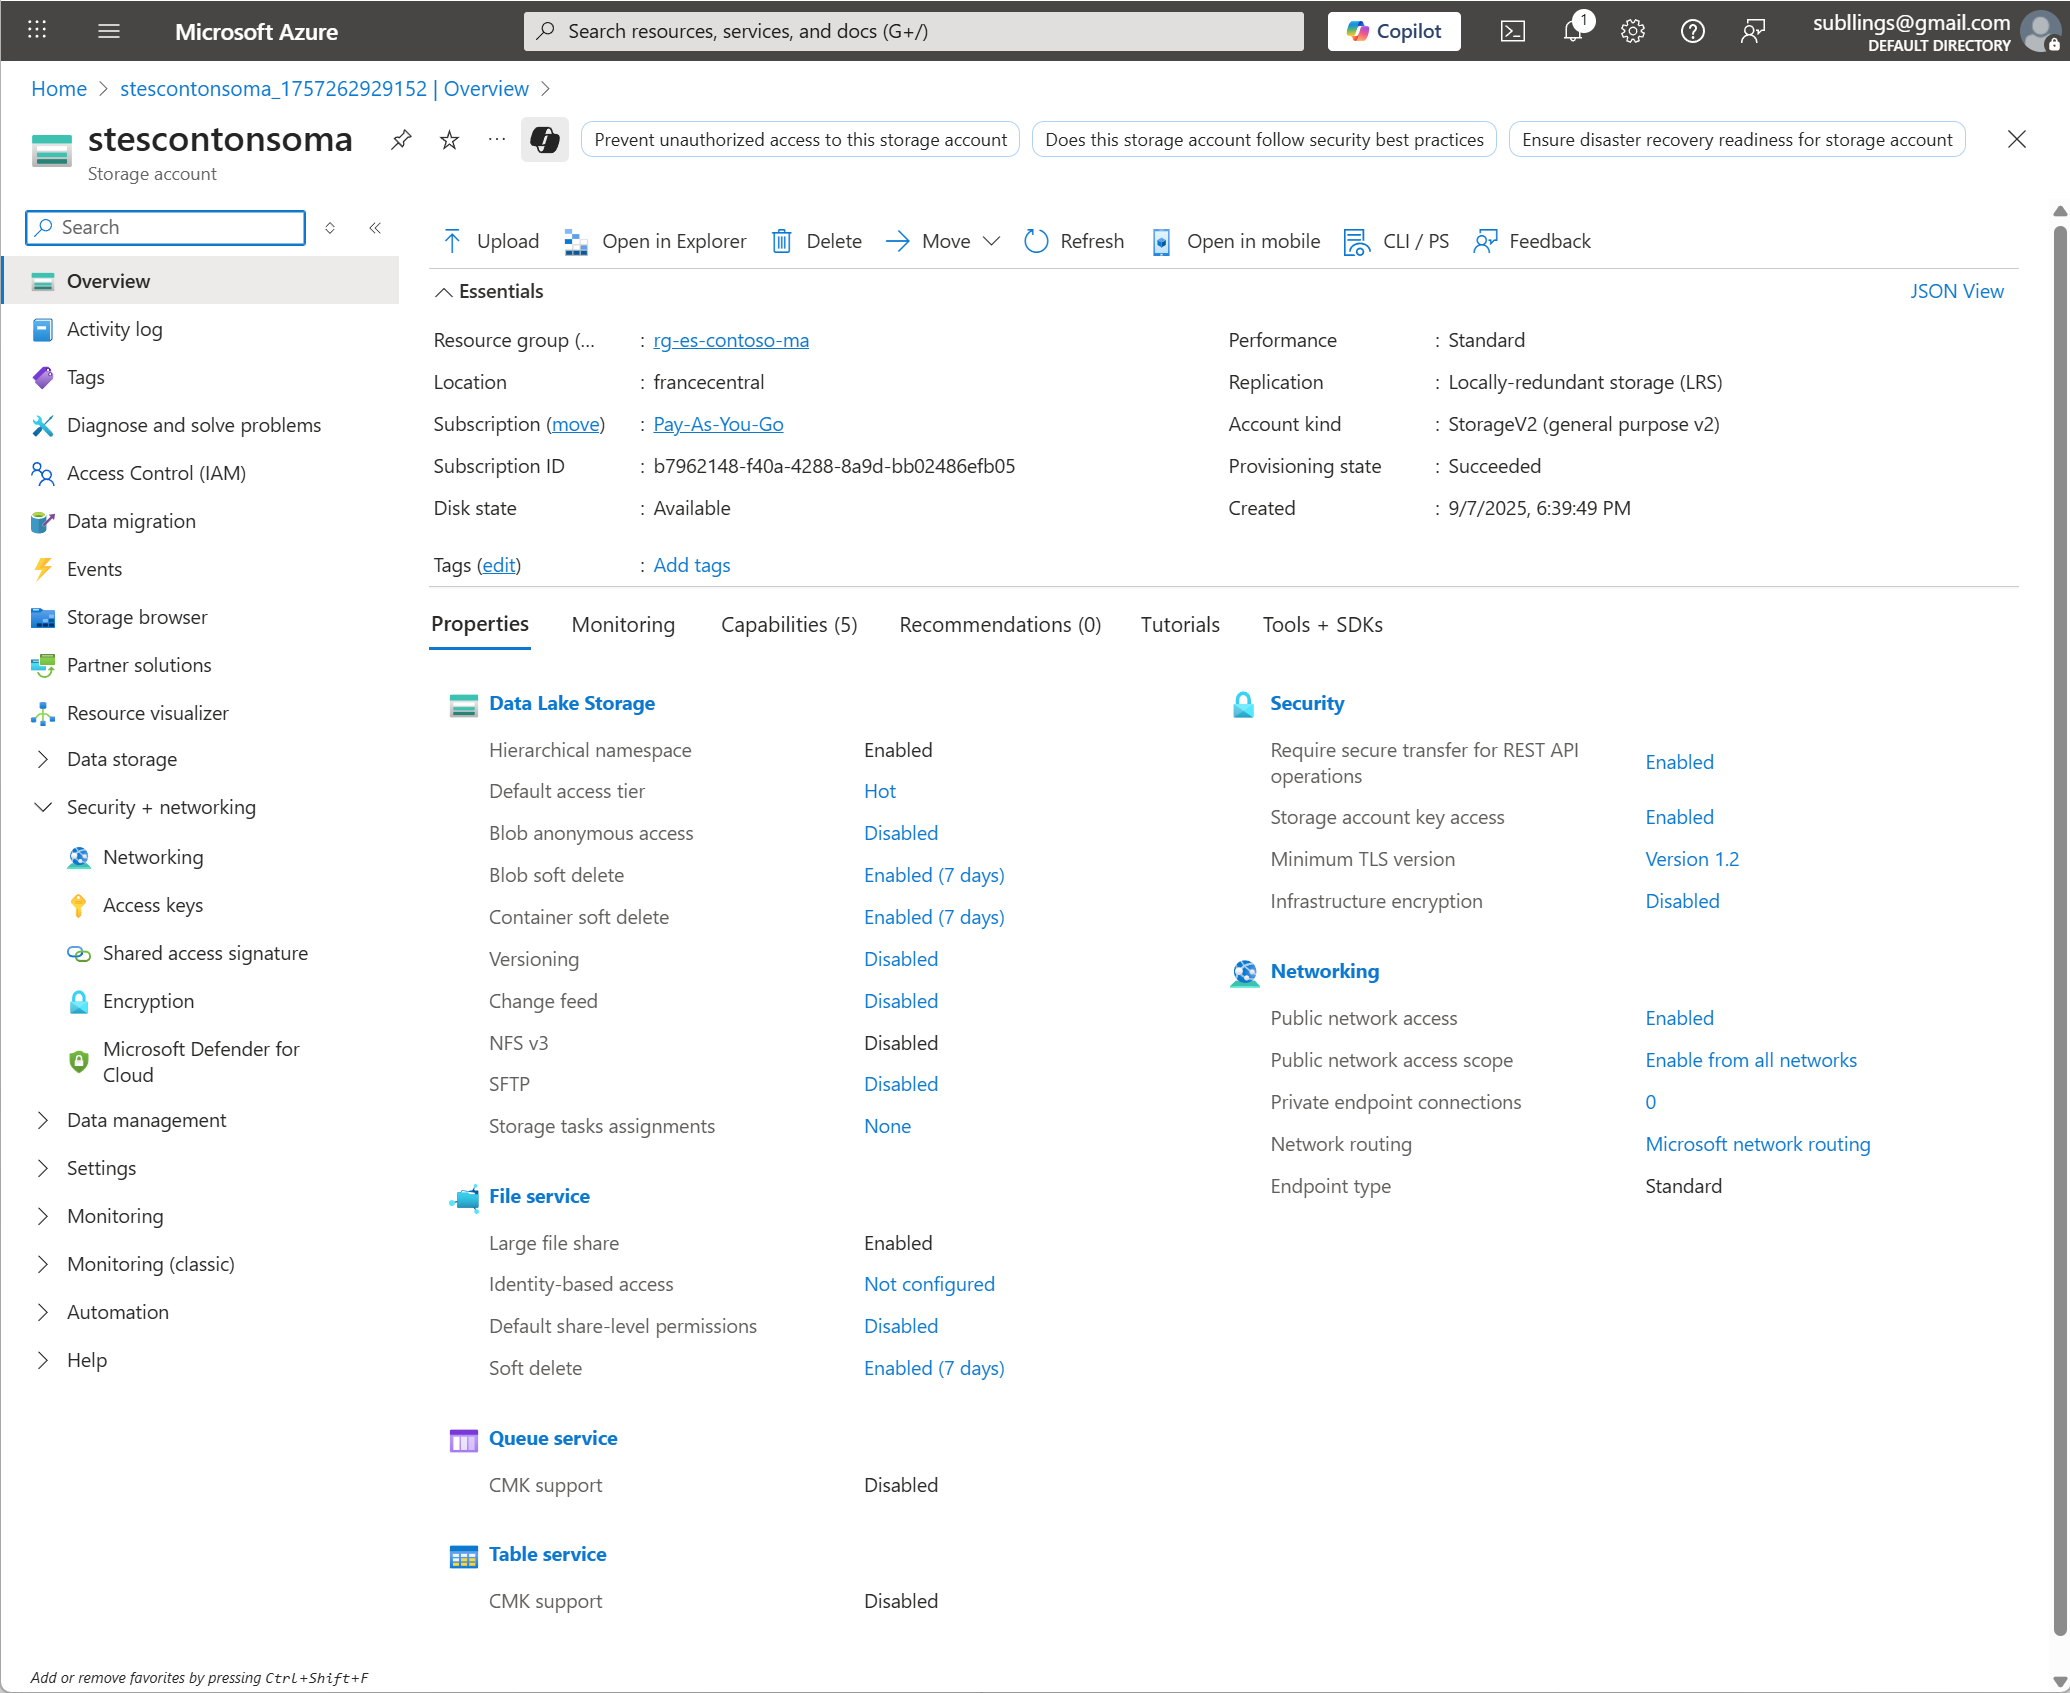 Microsoft Azure
Search resources, services, and docs (G+/)
Copilot
1
subllings@gmail.com
DEFAULT DIRECTORY
Home > stescontonsoma_1757262929152 | Overview >
stescontonsoma
Storage account
Prevent unauthorized access to this storage account
Does this storage account follow security best practices
Ensure disaster recovery readiness for storage account
Search
Overview
Activity log
Tags
Diagnose and solve problems
Access Control (IAM)
Data migration
Events
Storage browser
Partner solutions
Resource visualizer
Data storage
Security + networking
Networking
Access keys
Shared access signature
Encryption
Microsoft Defender for
Cloud
Data management
Settings
Monitoring
Monitoring (classic)
Automation
Help
Add or remove favorites by pressing Ctrl+Shift+F
Upload Open in Explorer Delete Move Refresh Open in mobile CLI / PS Feedback
Essentials
JSON View
Resource group (... : rg-es-contoso-ma
Location : francecentral
Subscription (move) : Pay-As-You-Go
Subscription ID : b7962148-f40a-4288-8a9d-bb02486efb05
Disk state : Available
Performance : Standard
Replication : Locally-redundant storage (LRS)
Account kind : StorageV2 (general purpose v2)
Provisioning state : Succeeded
Created : 9/7/2025, 6:39:49 PM
Tags (edit) : Add tags
Properties Monitoring Capabilities (5) Recommendations (0) Tutorials Tools + SDKs
Data Lake Storage
Hierarchical namespace Enabled
Default access tier Hot
Blob anonymous access Disabled
Blob soft delete Enabled (7 days)
Container soft delete Enabled (7 days)
Versioning Disabled
Change feed Disabled
NFS v3 Disabled
SFTP Disabled
Storage tasks assignments None
File service
Large file share Enabled
Identity-based access Not configured
Default share-level permissions Disabled
Soft delete Enabled (7 days)
Queue service
CMK support Disabled
Table service
CMK support Disabled
Security
Require secure transfer for REST API
operations Enabled
Storage account key access Enabled
Minimum TLS version Version 1.2
Infrastructure encryption Disabled
Networking
Public network access Enabled
Public network access scope Enable from all networks
Private endpoint connections 0
Network routing Microsoft network routing
Endpoint type Standard